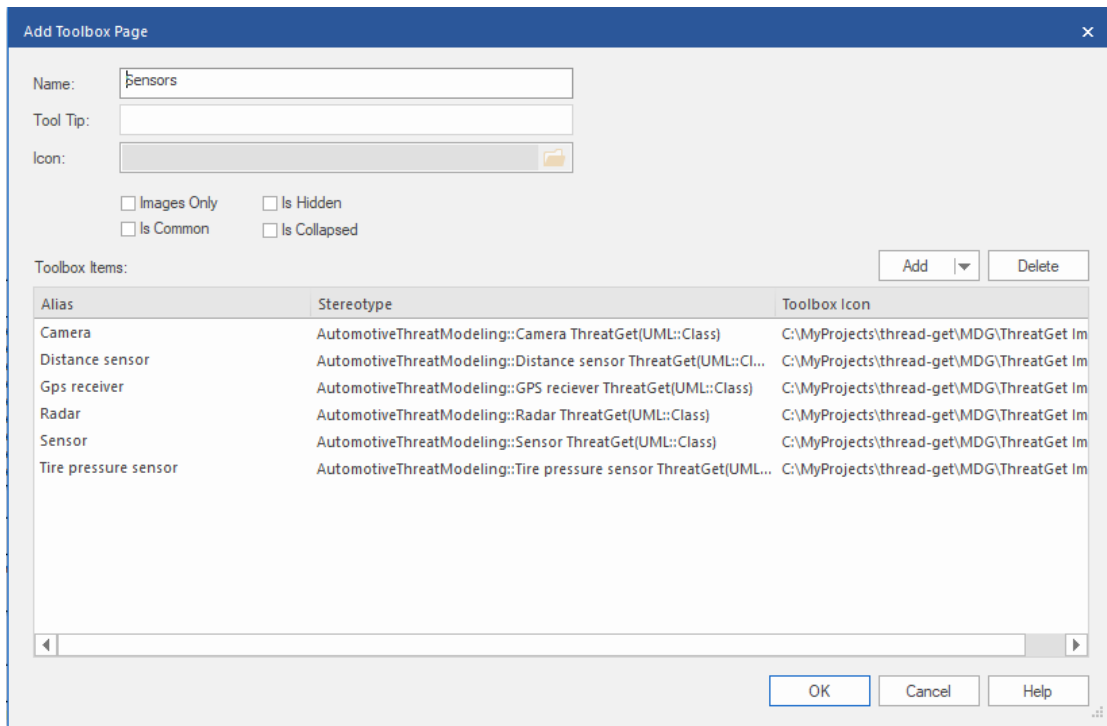 Add Toolbox Page
Name: Sensors
Tool Tip:
Icon:
Images Only Is Hidden
Is Common Is Collapsed
Toolbox Items: Add Delete
Alias Stereotype Toolbox Icon
Camera AutomotiveThreatModeling::Camera ThreatGet(UML::Class) C:\MyProjects\thread-get\MDG\ThreatGet Im
Distance sensor AutomotiveThreatModeling::Distance sensor ThreatGet(UML::Cl... C:\MyProjects\thread-get\MDG\ThreatGet Im
Gps receiver AutomotiveThreatModeling::GPS reciever ThreatGet(UML::Class) C:\MyProjects\thread-get\MDG\ThreatGet Im
Radar AutomotiveThreatModeling::Radar ThreatGet(UML::Class) C:\MyProjects\thread-get\MDG\ThreatGet Im
Sensor AutomotiveThreatModeling::Sensor ThreatGet(UML::Class) C:\MyProjects\thread-get\MDG\ThreatGet Im
Tire pressure sensor AutomotiveThreatModeling::Tire pressure sensor ThreatGet(UML... C:\MyProjects\thread-get\MDG\ThreatGet Im
OK Cancel Help